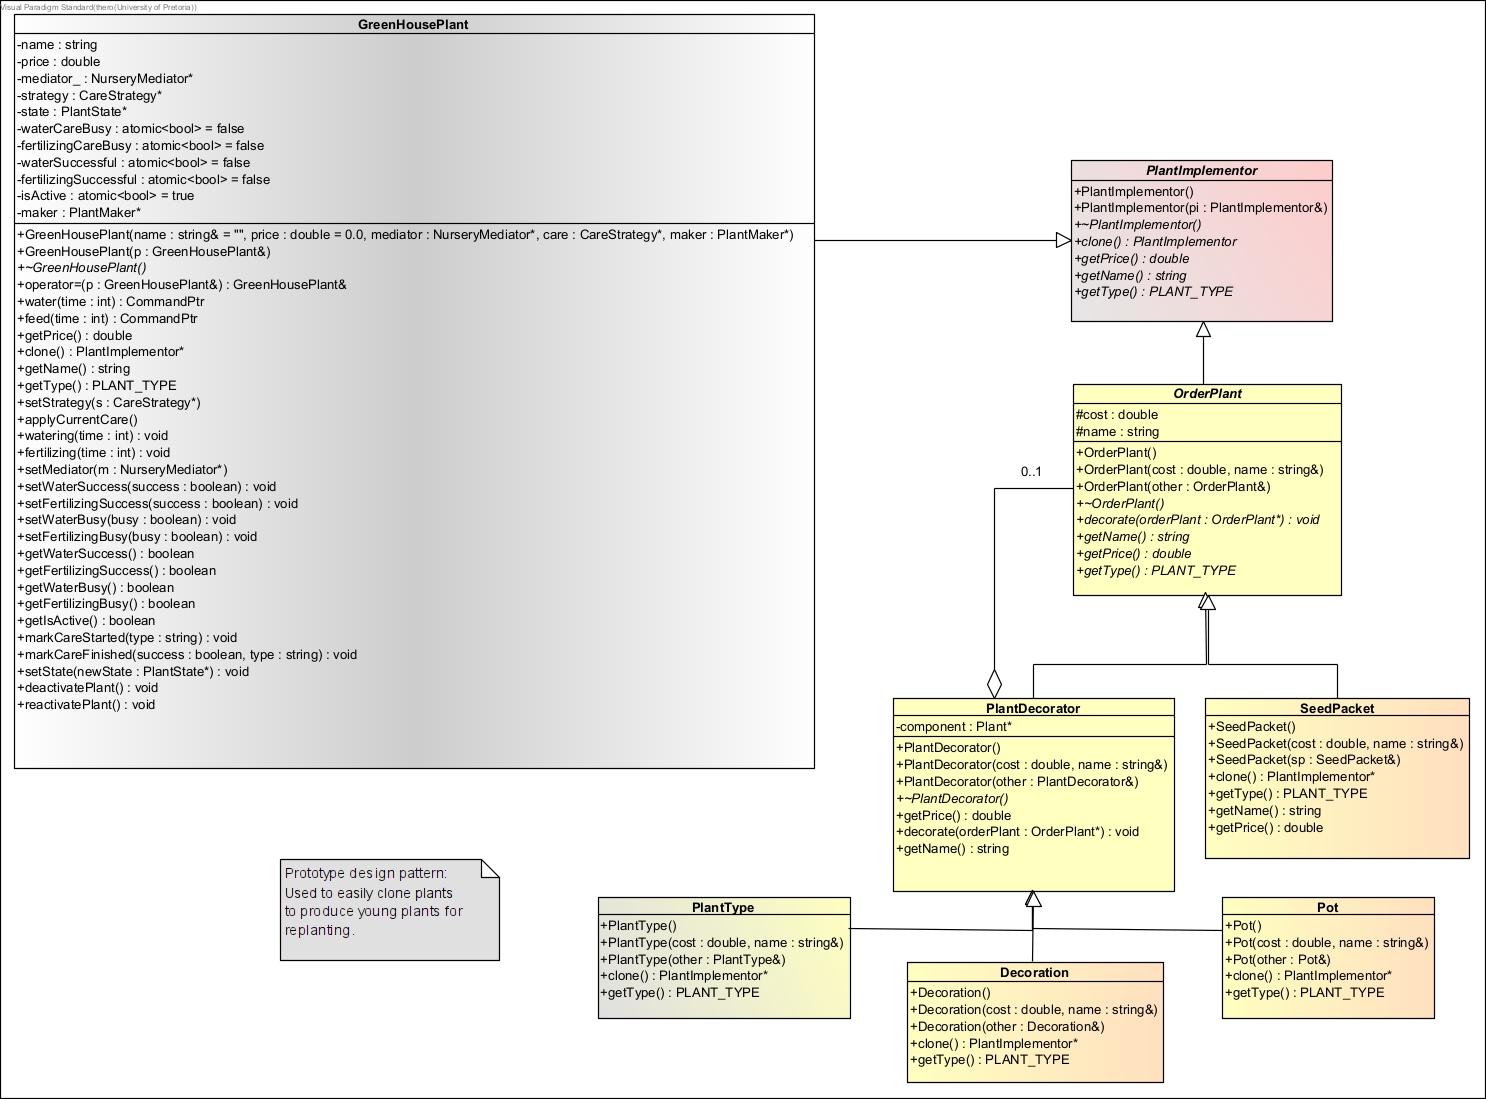 Visual Paradigm Standard(thero(University of Pretoria))
GreenHousePlant
-name : string
-price : double
-mediator_ : NurseryMediator*
-strategy : CareStrategy*
-state : PlantState*
-waterCareBusy : atomic<bool> = false
-fertilizingCareBusy : atomic<bool> = false
-waterSuccessful : atomic<bool> = false
-fertilizingSuccessful : atomic<bool> = false
-isActive : atomic<bool> = true
-maker : PlantMaker*
+GreenHousePlant(name : string& = "", price : double = 0.0, mediator : NurseryMediator*, care : CareStrategy*, maker : PlantMaker*)
+GreenHousePlant(p : GreenHousePlant&)
+~GreenHousePlant()
+operator=(p : GreenHousePlant&) : GreenHousePlant&
+water(time : int) : CommandPtr
+feed(time : int) : CommandPtr
+getPrice() : double
+clone() : PlantImplementor*
+getName() : string
+getType() : PLANT_TYPE
+setStrategy(s : CareStrategy*)
+applyCurrentCare()
+watering(time : int) : void
+fertilizing(time : int) : void
+setMediator(m : NurseryMediator*)
+setWaterSuccess(success : boolean) : void
+setFertilizingSuccess(success : boolean) : void
+setWaterBusy(busy : boolean) : void
+setFertilizingBusy(busy : boolean) : void
+getWaterSuccess() : boolean
+getFertilizingSuccess() : boolean
+getWaterBusy() : boolean
+getFertilizingBusy() : boolean
+getIsActive() : boolean
+markCareStarted(type : string) : void
+markCareFinished(success : boolean, type : string) : void
+setState(newState : PlantState*) : void
+deactivatePlant() : void
+reactivatePlant() : void
PlantImplementor
+PlantImplementor()
+PlantImplementor(pi : PlantImplementor&)
+~PlantImplementor()
+clone() : PlantImplementor
+getPrice() : double
+getName() : string
+getType() : PLANT_TYPE
OrderPlant
#cost : double
#name : string
+OrderPlant()
+OrderPlant(cost : double, name : string&)
+OrderPlant(other : OrderPlant&)
+~OrderPlant()
+decorate(orderPlant : OrderPlant*) : void
+getName() : string
+getPrice() : double
+getType() : PLANT_TYPE
0..1
PlantDecorator
-component : Plant*
+PlantDecorator()
+PlantDecorator(cost : double, name : string&)
+PlantDecorator(other : PlantDecorator&)
+~PlantDecorator()
+getPrice() : double
+decorate(orderPlant : OrderPlant*) : void
+getName() : string
SeedPacket
+SeedPacket()
+SeedPacket(cost : double, name : string&)
+SeedPacket(sp : SeedPacket&)
+clone() : PlantImplementor*
+getType() : PLANT_TYPE
+getName() : string
+getPrice() : double
Prototype design pattern:
Used to easily clone plants
to produce young plants for
replanting.
PlantType
+PlantType()
+PlantType(cost : double, name : string&)
+PlantType(other : PlantType&)
+clone() : PlantImplementor*
+getType() : PLANT_TYPE
Decoration
+Decoration()
+Decoration(cost : double, name : string&)
+Decoration(other : Decoration&)
+clone() : PlantImplementor*
+getType() : PLANT_TYPE
Pot
+Pot()
+Pot(cost : double, name : string&)
+Pot(other : Pot&)
+clone() : PlantImplementor*
+getType() : PLANT_TYPE